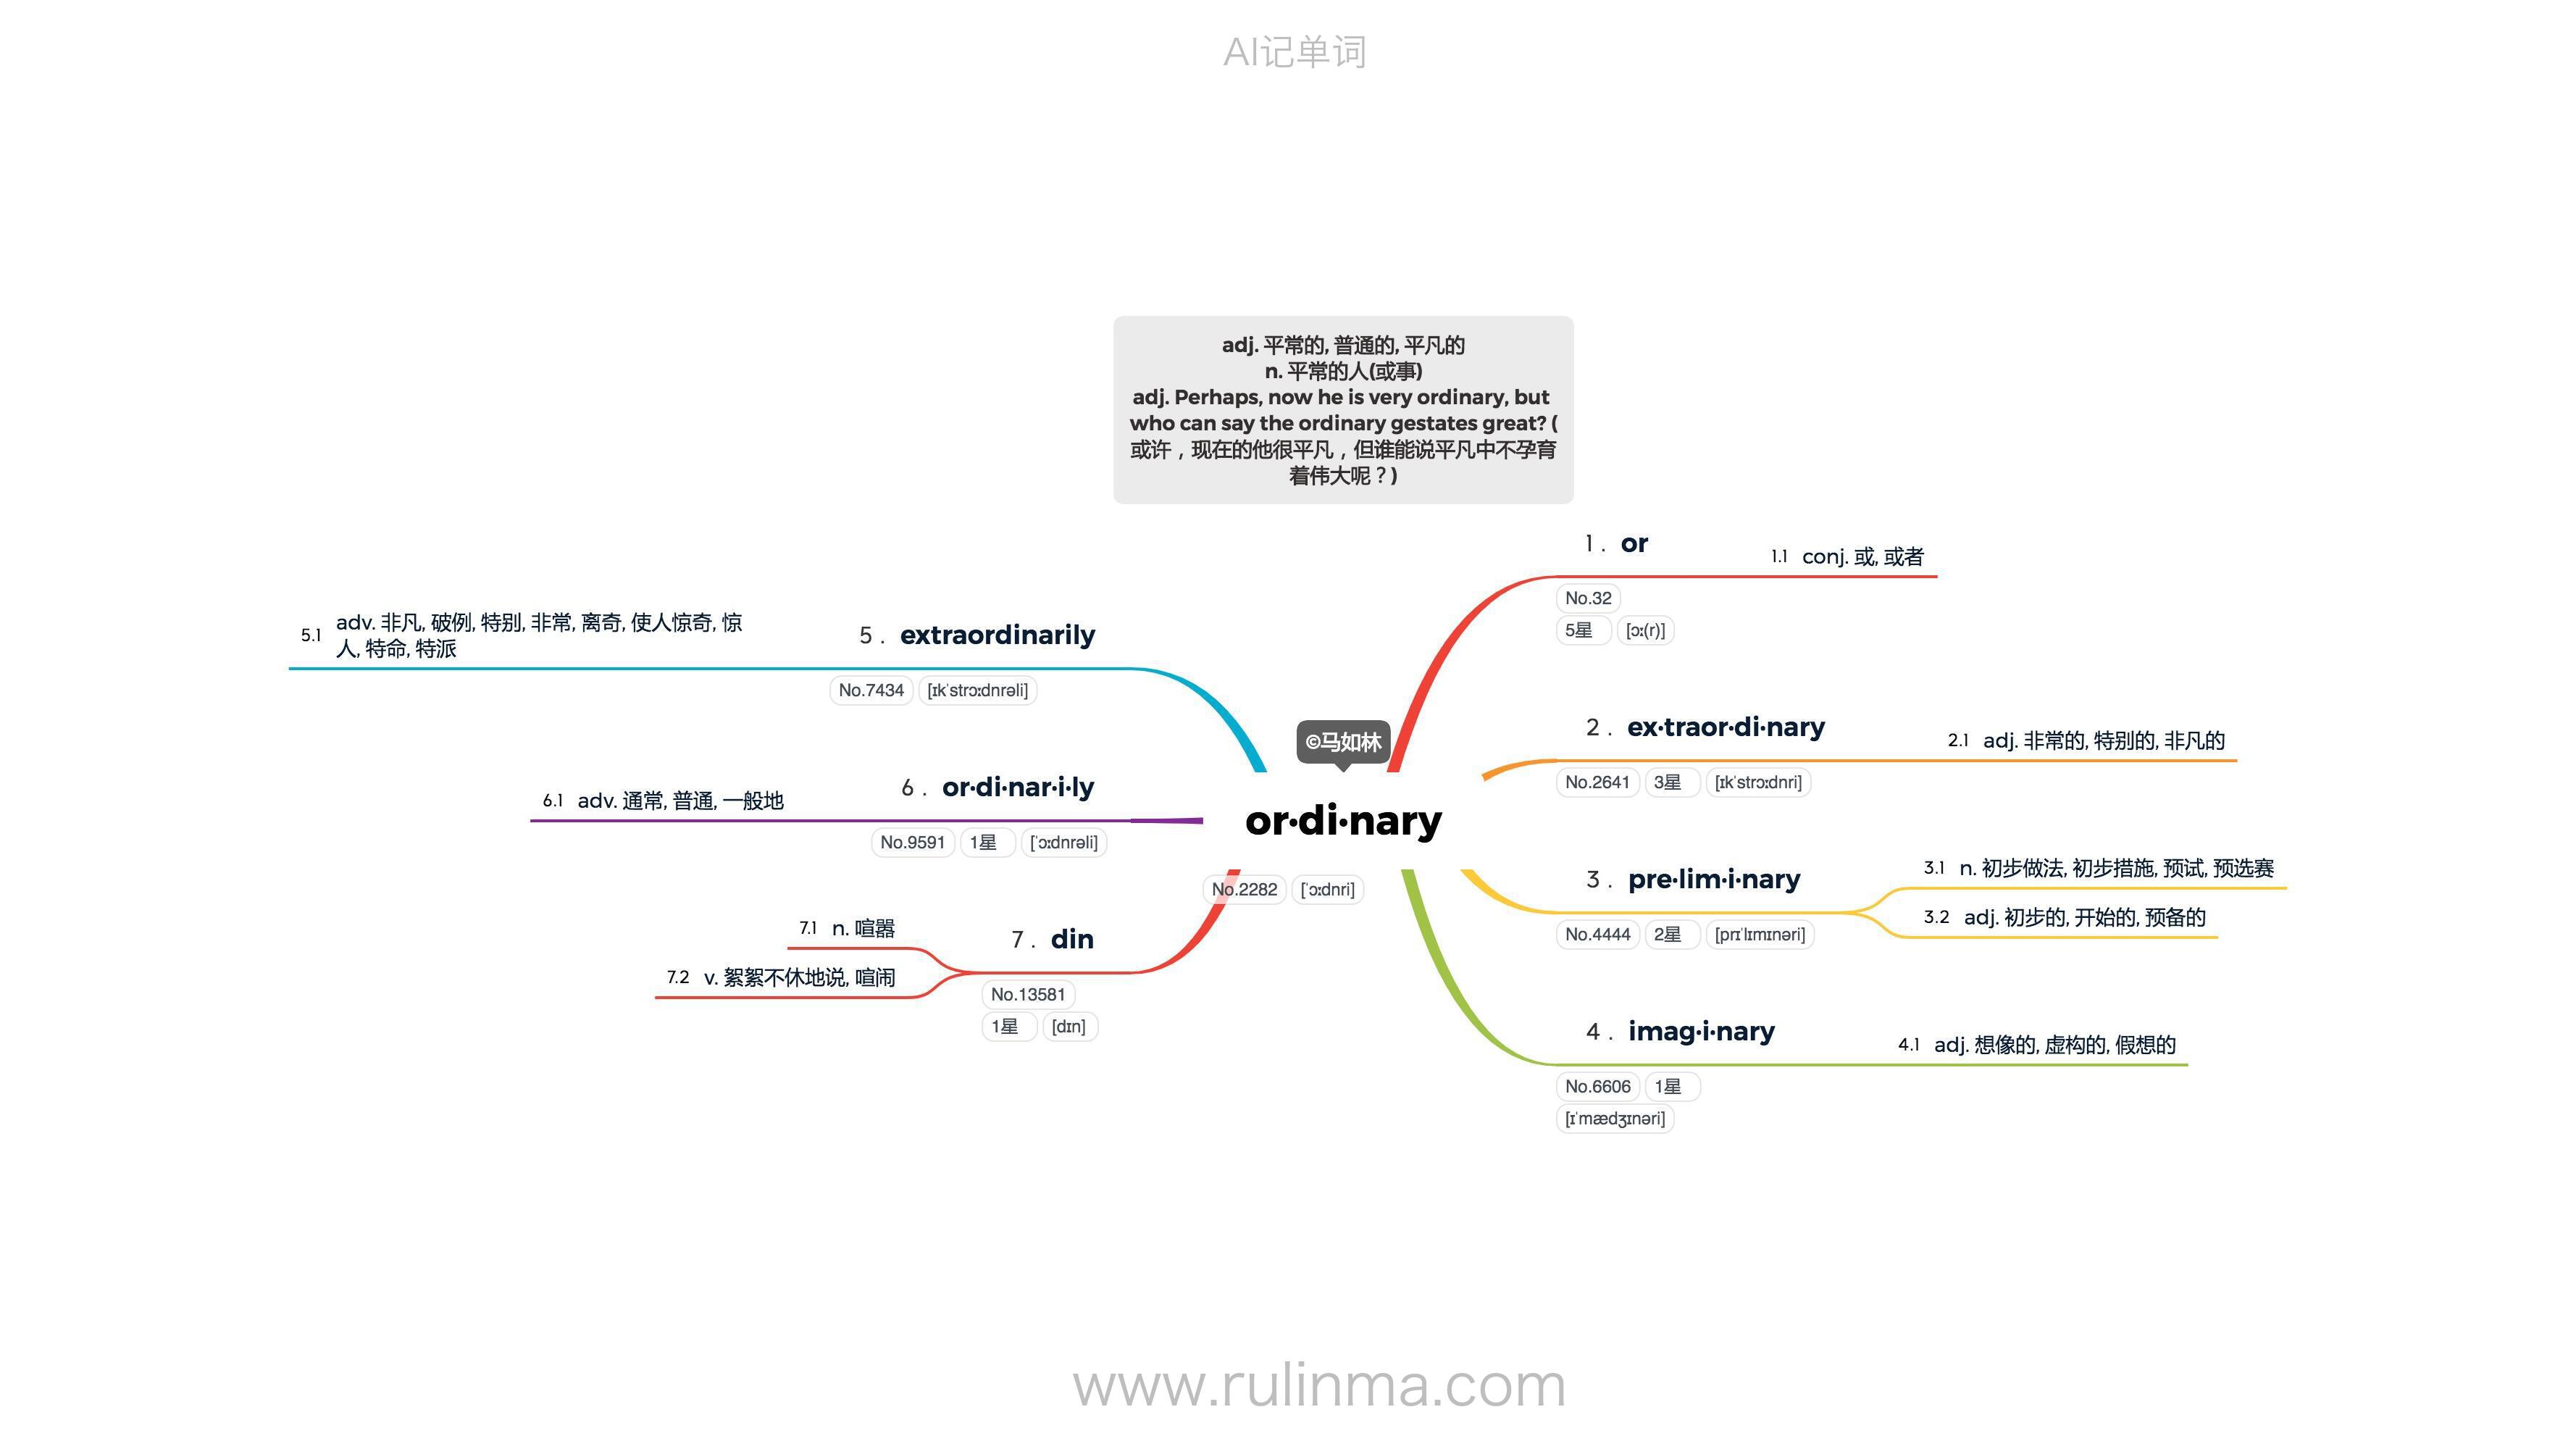 AI记单词
adj. 平常的, 普通的, 平凡的
n. 平常的人(或事)
adj. Perhaps, now he is very ordinary, but
who can say the ordinary gestates great? (
或许，现在的他很平凡，但谁能说平凡中不孕育
着伟大呢？)
©马如林
or·di·nary
No.2282 [ˈɔːdnri]
1. or
1.1 conj. 或, 或者
No.32
5星 [ɔː(r)]
2. ex·traor·di·nary
2.1 adj. 非常的, 特别的, 非凡的
No.2641 3星 [ɪkˈstrɔːdnri]
3. pre·lim·i·nary
3.1 n. 初步做法, 初步措施, 预试, 预选赛
3.2 adj. 初步的, 开始的, 预备的
No.4444 2星 [prɪˈlɪmɪnəri]
4. imag·i·nary
4.1 adj. 想像的, 虚构的, 假想的
No.6606 1星
[ɪˈmædʒɪnəri]
5. extraordinarily
5.1 adv. 非凡, 破例, 特别, 非常, 离奇, 使人惊奇, 惊
人, 特命, 特派
No.7434 [ɪkˈstrɔːdnrəli]
6. or·di·nar·i·ly
6.1 adv. 通常, 普通, 一般地
No.9591 1星 [ˈɔːdnrəli]
7. din
7.1 n. 喧嚣
7.2 v. 絮絮不休地说, 喧闹
No.13581
1星 [dɪn]
www.rulinma.com